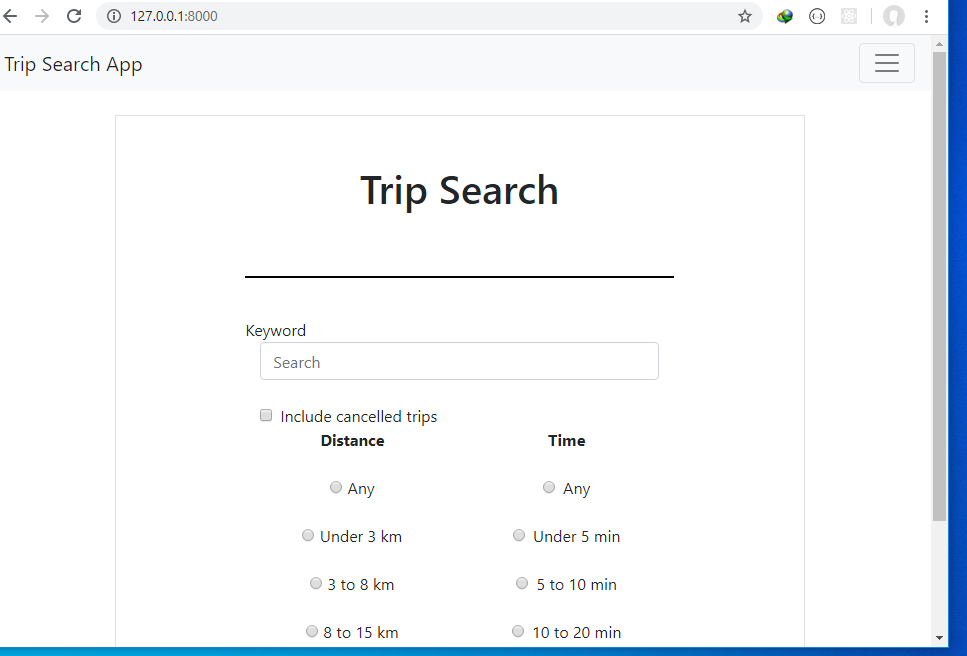 127.0.0.1:8000
Trip Search App
Trip Search
Keyword
Search
Include cancelled trips
Distance Time
Any Any
Under 3 km Under 5 min
3 to 8 km 5 to 10 min
8 to 15 km 10 to 20 min